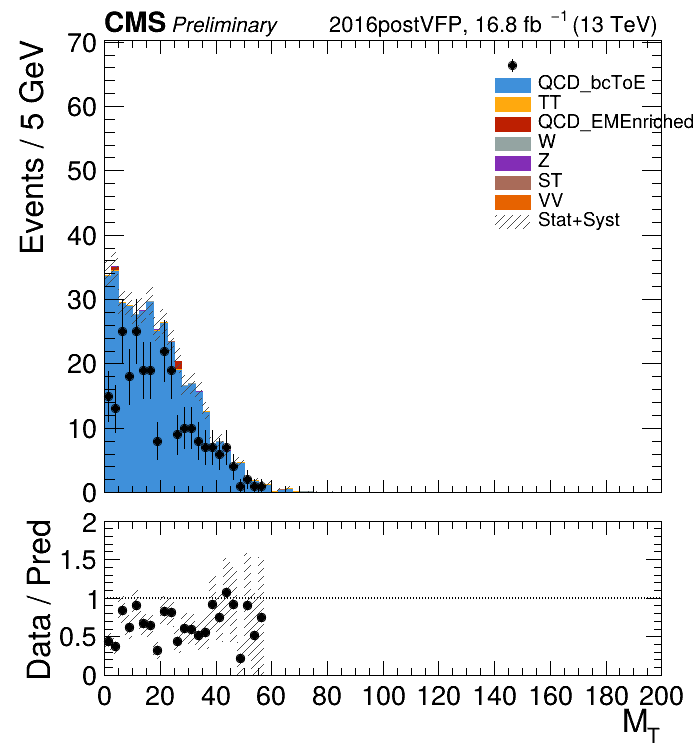 CMS Preliminary 2016postVFP, 16.8 fb⁻¹ (13 TeV)
Events / 5 GeV
70
60
50
40
30
20
10
0
QCD_bcToE
TT
QCD_EMEnriched
W
Z
ST
VV
Stat+Syst
Data / Pred
2
1.5
1
0.5
0
0 20 40 60 80 100 120 140 160 180 200
M_T